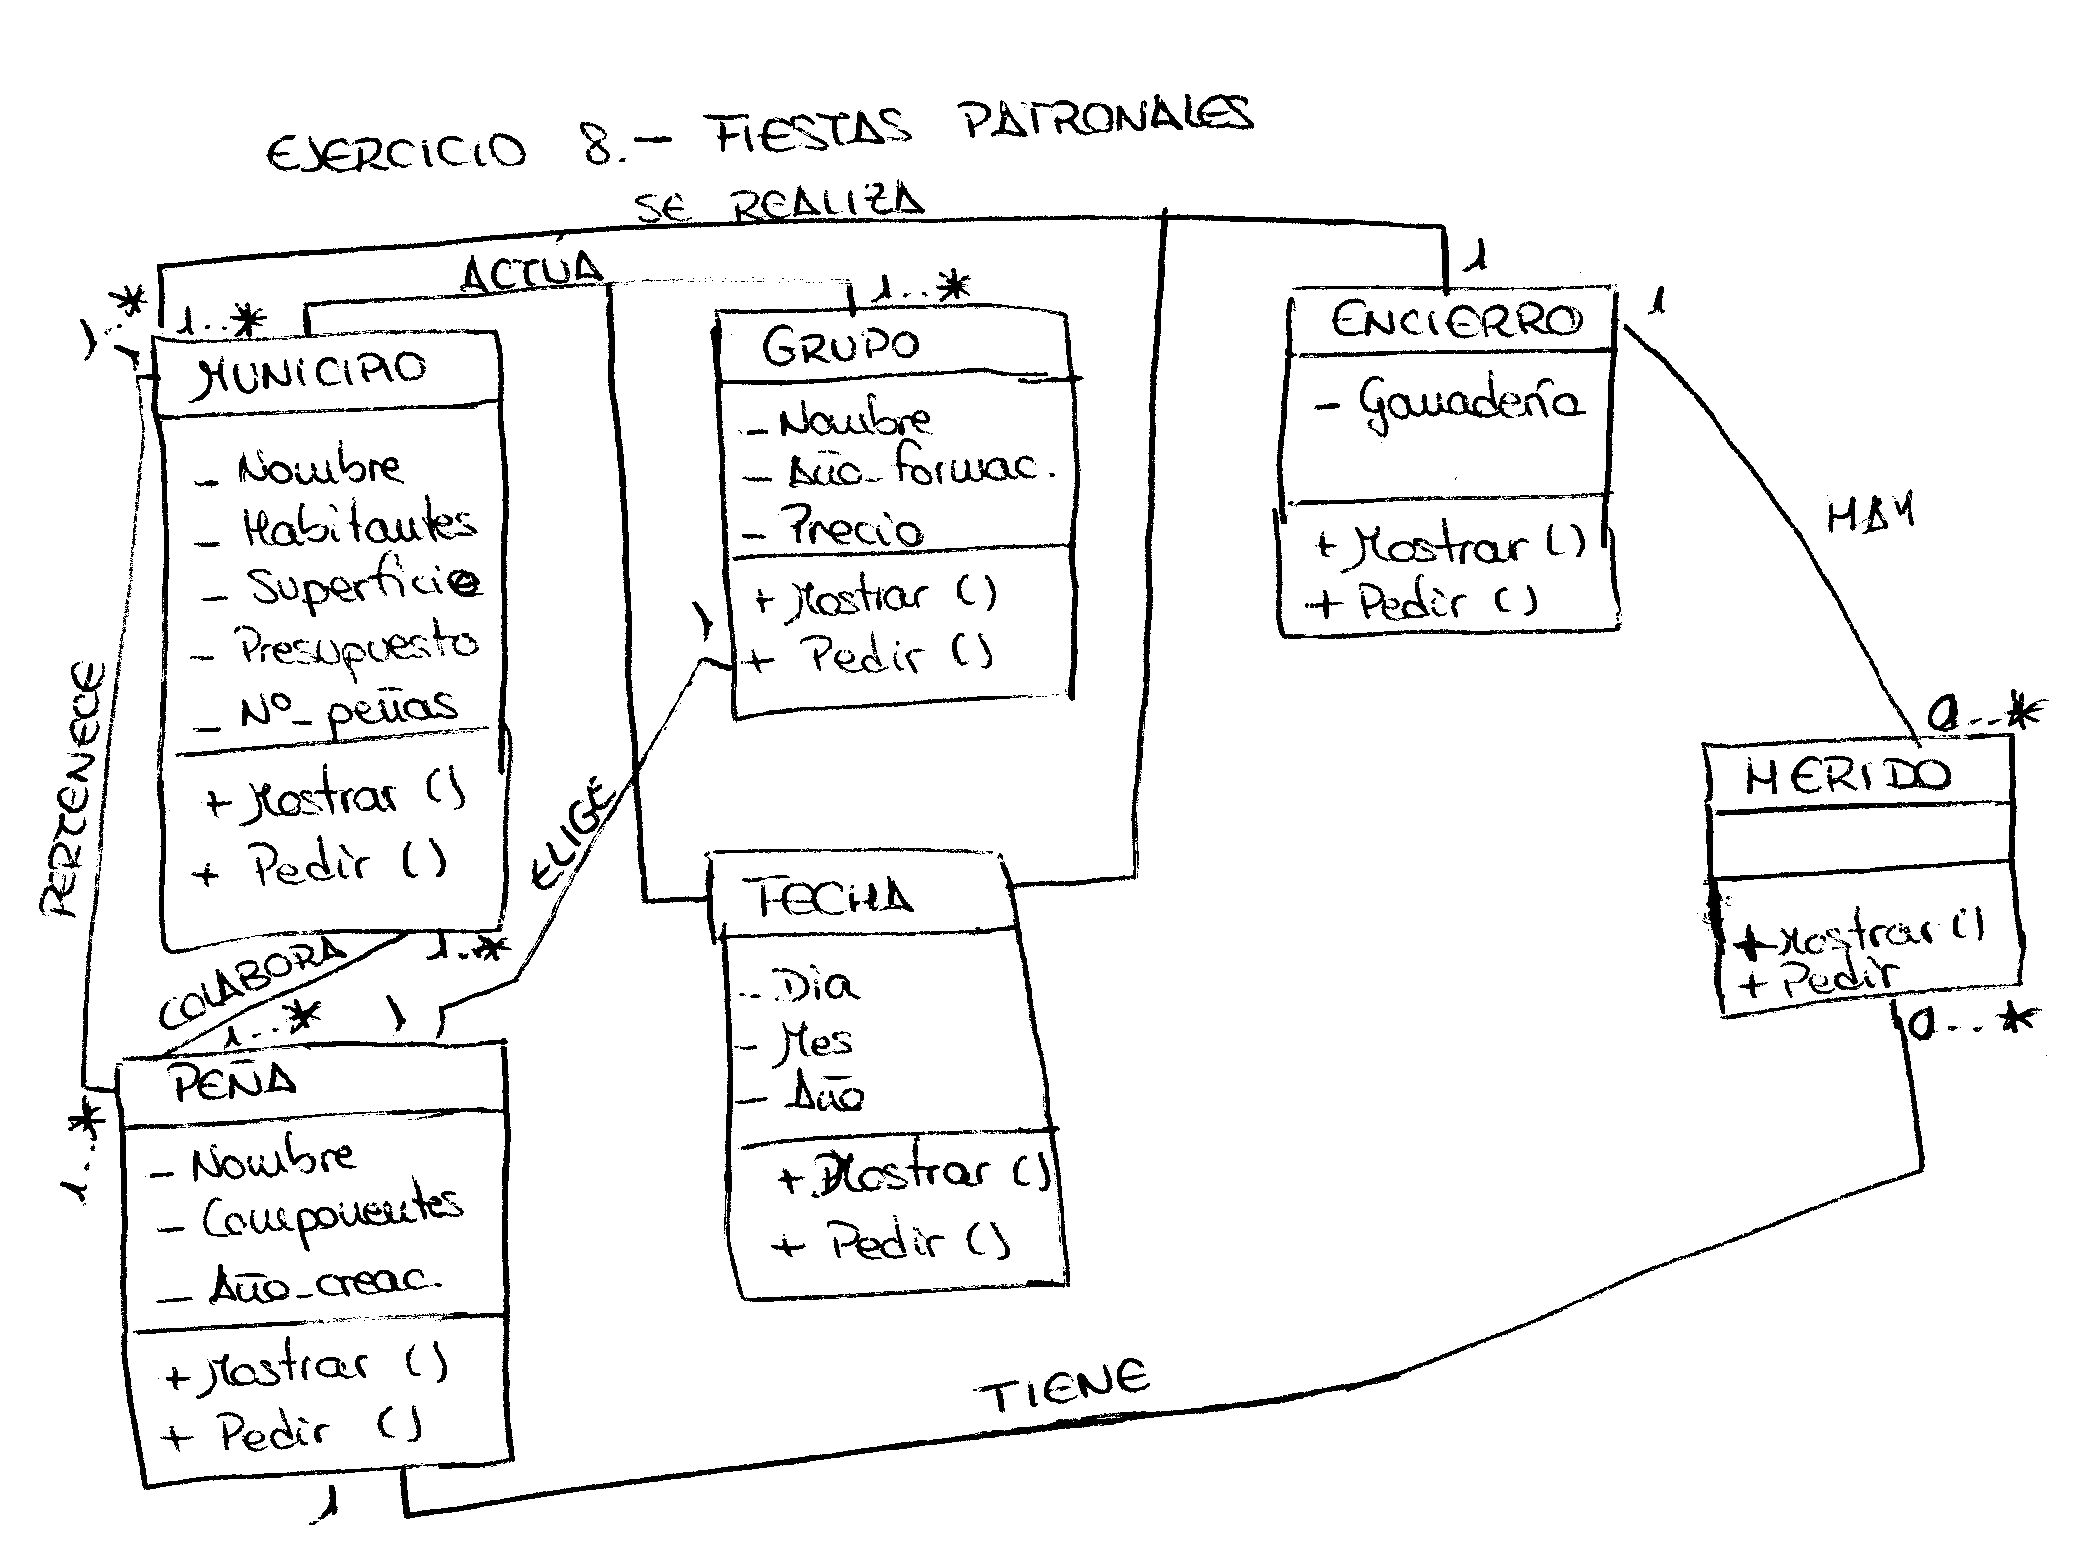 EJERCICIO 8.- FIESTAS PATRONALES
SE REALIZA
ACTÚA
1..*
1..*
1..*
1
1
1
MUNICIPIO
- Nombre
- Habitantes
- Superficie
- Presupuesto
- Nº_peñas
+ Mostrar ()
+ Pedir ()
GRUPO
- Nombre
- Año_formac.
- Precio
+ Mostrar ()
+ Pedir ()
1
ENCIERRO
- Ganadería
+ Mostrar ()
+ Pedir ()
HAY
0..*
HERIDO
+ Mostrar ()
+ Pedir
0..*
PERTENECE
ELIGE
COLABORA
1..*
1..*
1
1..*
PEÑA
- Nombre
- Componentes
- Año_creac.
+ Mostrar ()
+ Pedir ()
1
FECHA
- Dia
- Mes
- Año
+ Mostrar ()
+ Pedir ()
TIENE